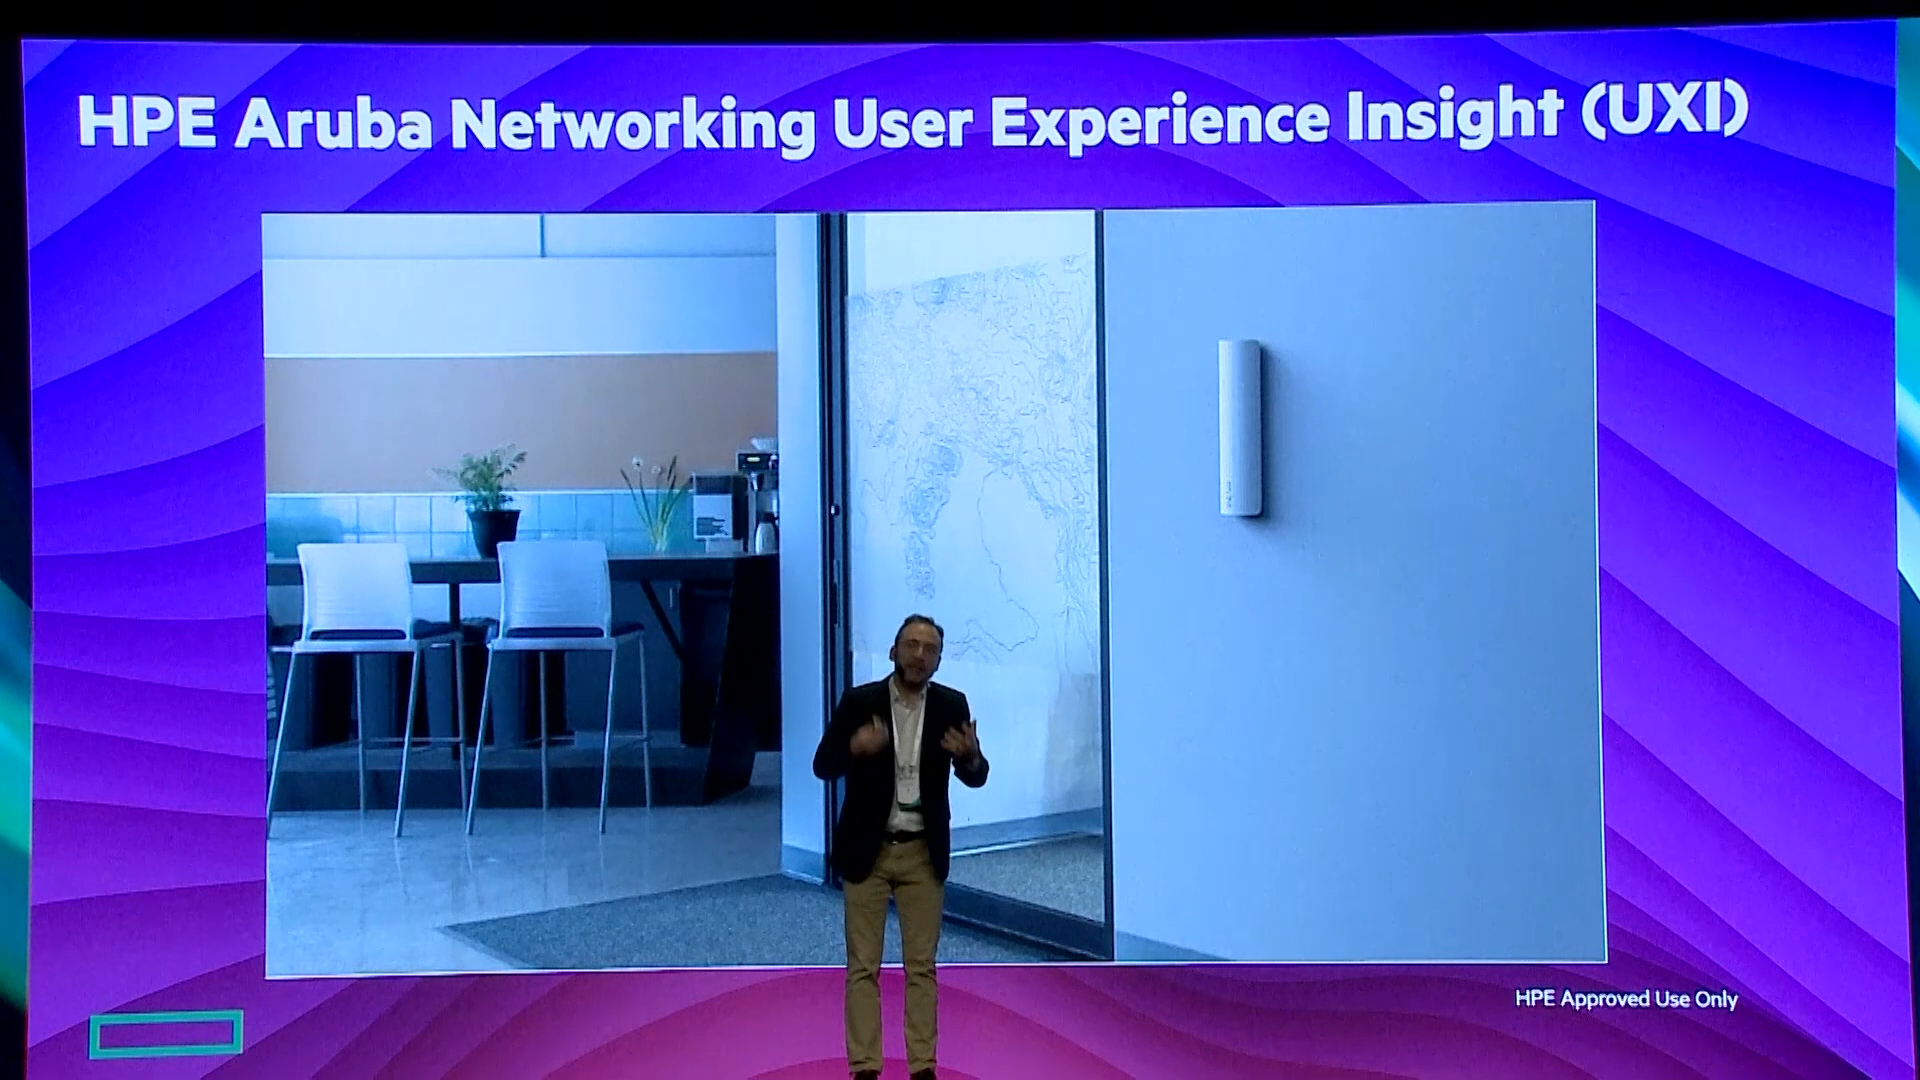 HPE Aruba Networking User Experience Insight (UXI)
HPE Approved Use Only